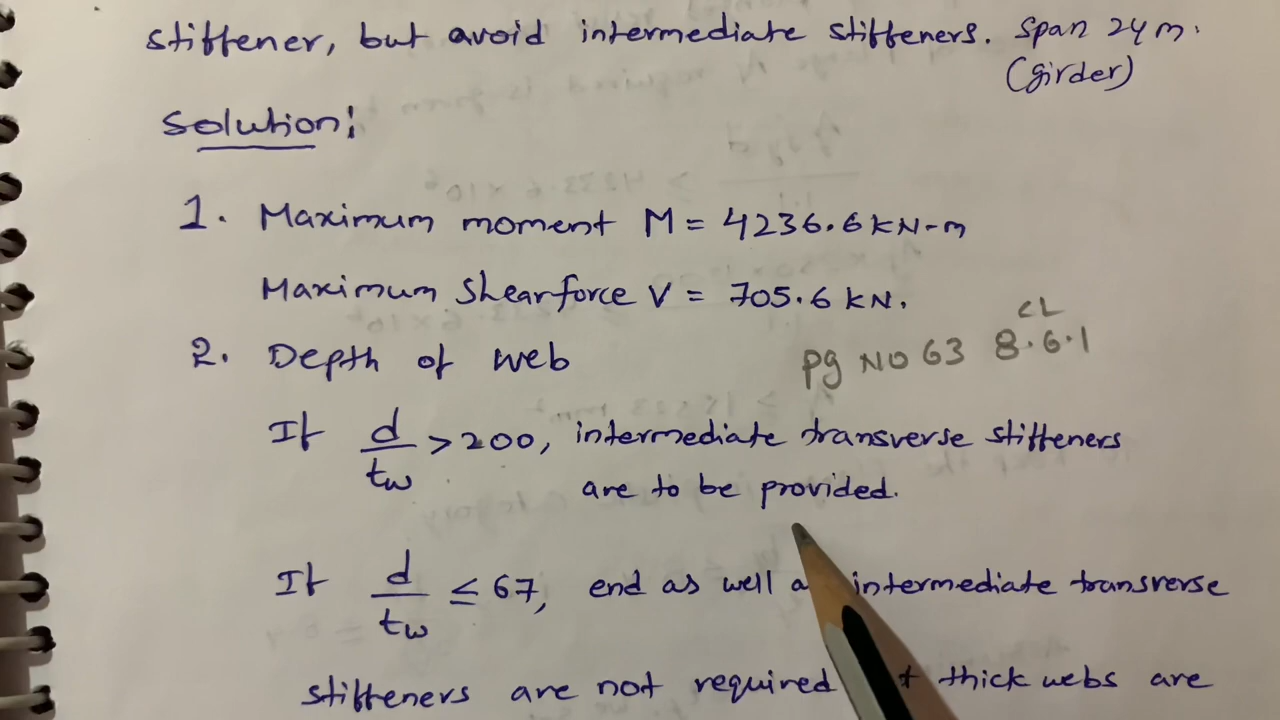 stiffener, but avoid intermediate stiffeners. Span 24 m.
(Girder)
Solution:
1. Maximum moment M = 4236.6 kN-m
Maximum Shearforce V = 705.6 kN.
2. Depth of web
pg NO 63 CL 8.6.1
If d/tw > 200, intermediate transverse stiffeners
are to be provided.
If d/tw ≤ 67, end as well intermediate transverse
stiffeners are not required thick webs are